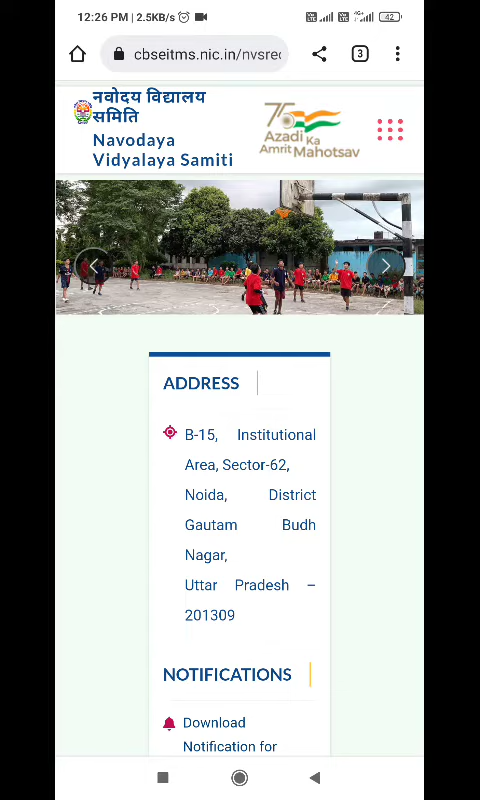 12:26 PM | 2.5KB/s
4G+
42
cbseitms.nic.in/nvsrec
3
नवोदय विद्यालय
समिति
Navodaya
Vidyalaya Samiti
75
Azadi Ka
Amrit Mahotsav
ADDRESS
B-15, Institutional
Area, Sector-62,
Noida, District
Gautam Budh
Nagar,
Uttar Pradesh –
201309
NOTIFICATIONS
Download
Notification for